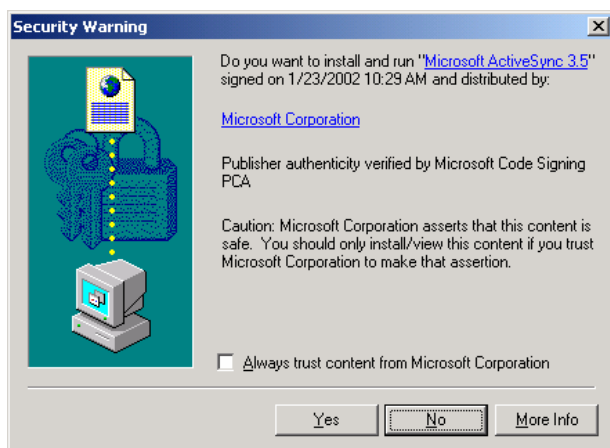 Security Warning
Do you want to install and run "Microsoft ActiveSync 3.5"
signed on 1/23/2002 10:29 AM and distributed by:
Microsoft Corporation
Publisher authenticity verified by Microsoft Code Signing
PCA
Caution: Microsoft Corporation asserts that this content is
safe. You should only install/view this content if you trust
Microsoft Corporation to make that assertion.
Always trust content from Microsoft Corporation
Yes
No
More Info